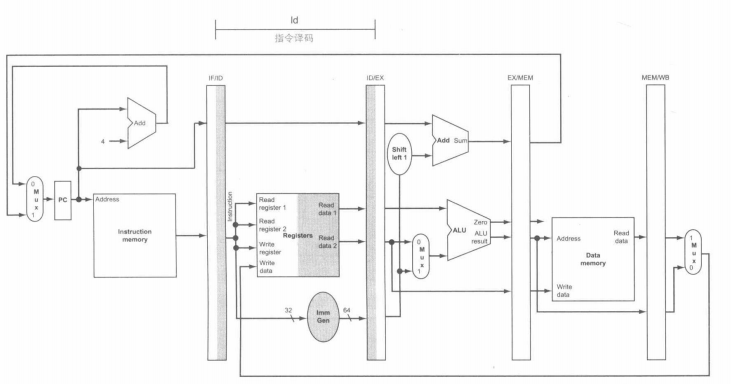 ld
指令译码
IF/ID
ID/EX
EX/MEM
MEM/WB
Add
4
Add Sum
Shift
left 1
0
M
u
x
1
PC
Address
Instruction
memory
Instruction
Read
register 1
Read
register 2
Write
register
Write
data
Registers
Read
data 1
Read
data 2
32
Imm
Gen
64
0
M
u
x
1
ALU
Zero
ALU
result
Address
Write
data
Data
memory
Read
data
1
M
u
x
0